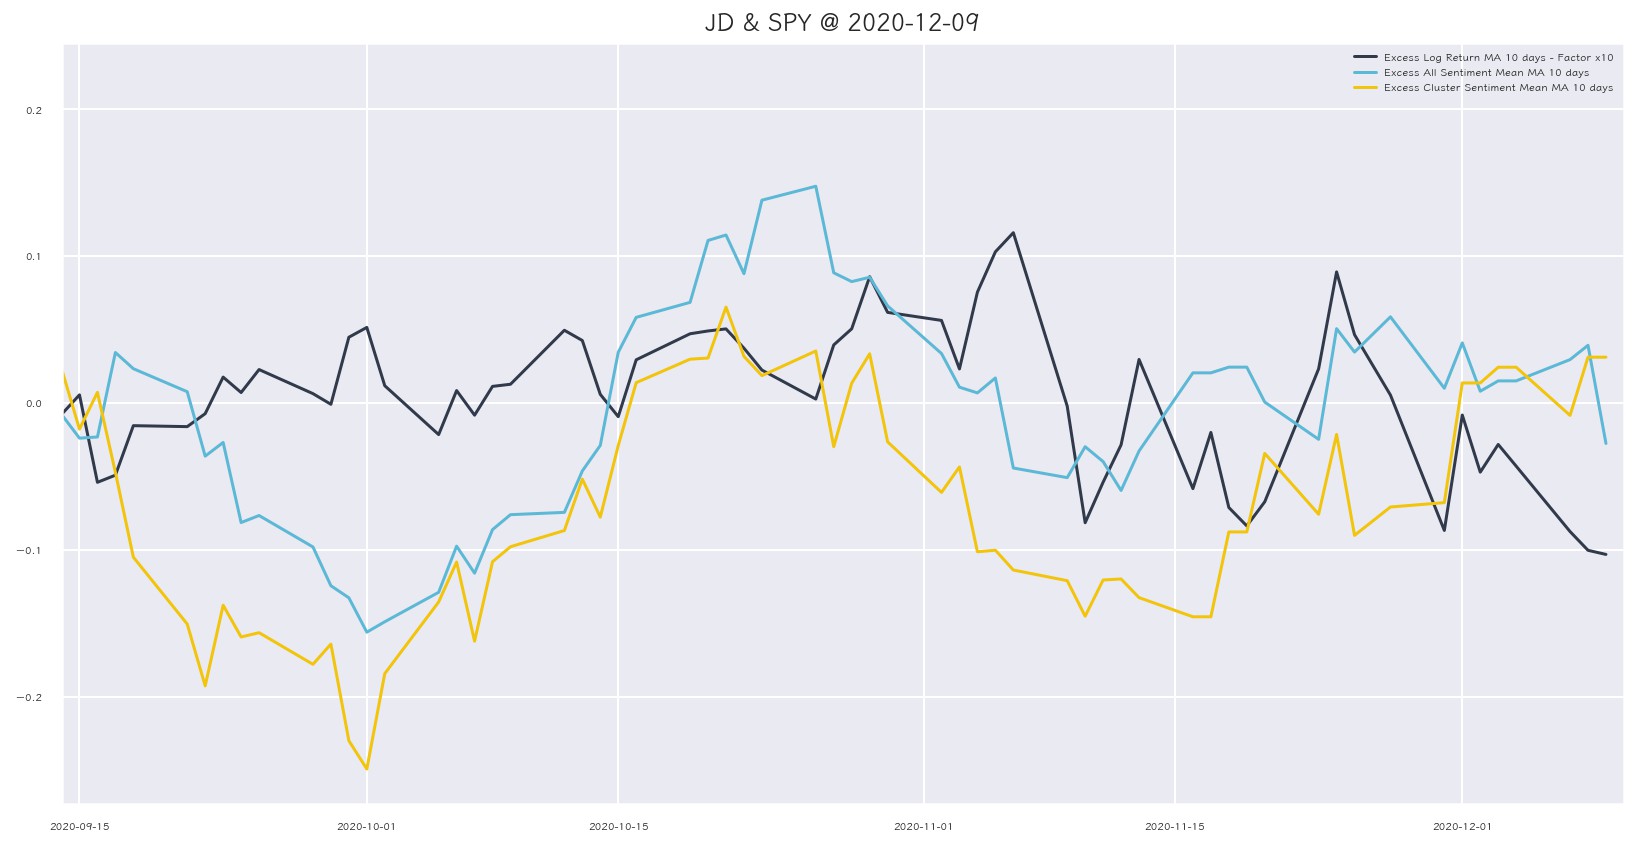 JD & SPY @ 2020-12-09
Excess Log Return MA 10 days - Factor x10
Excess All Sentiment Mean MA 10 days
Excess Cluster Sentiment Mean MA 10 days
0.2
0.1
0.0
−0.1
−0.2
2020-09-15 2020-10-01 2020-10-15 2020-11-01 2020-11-15 2020-12-01